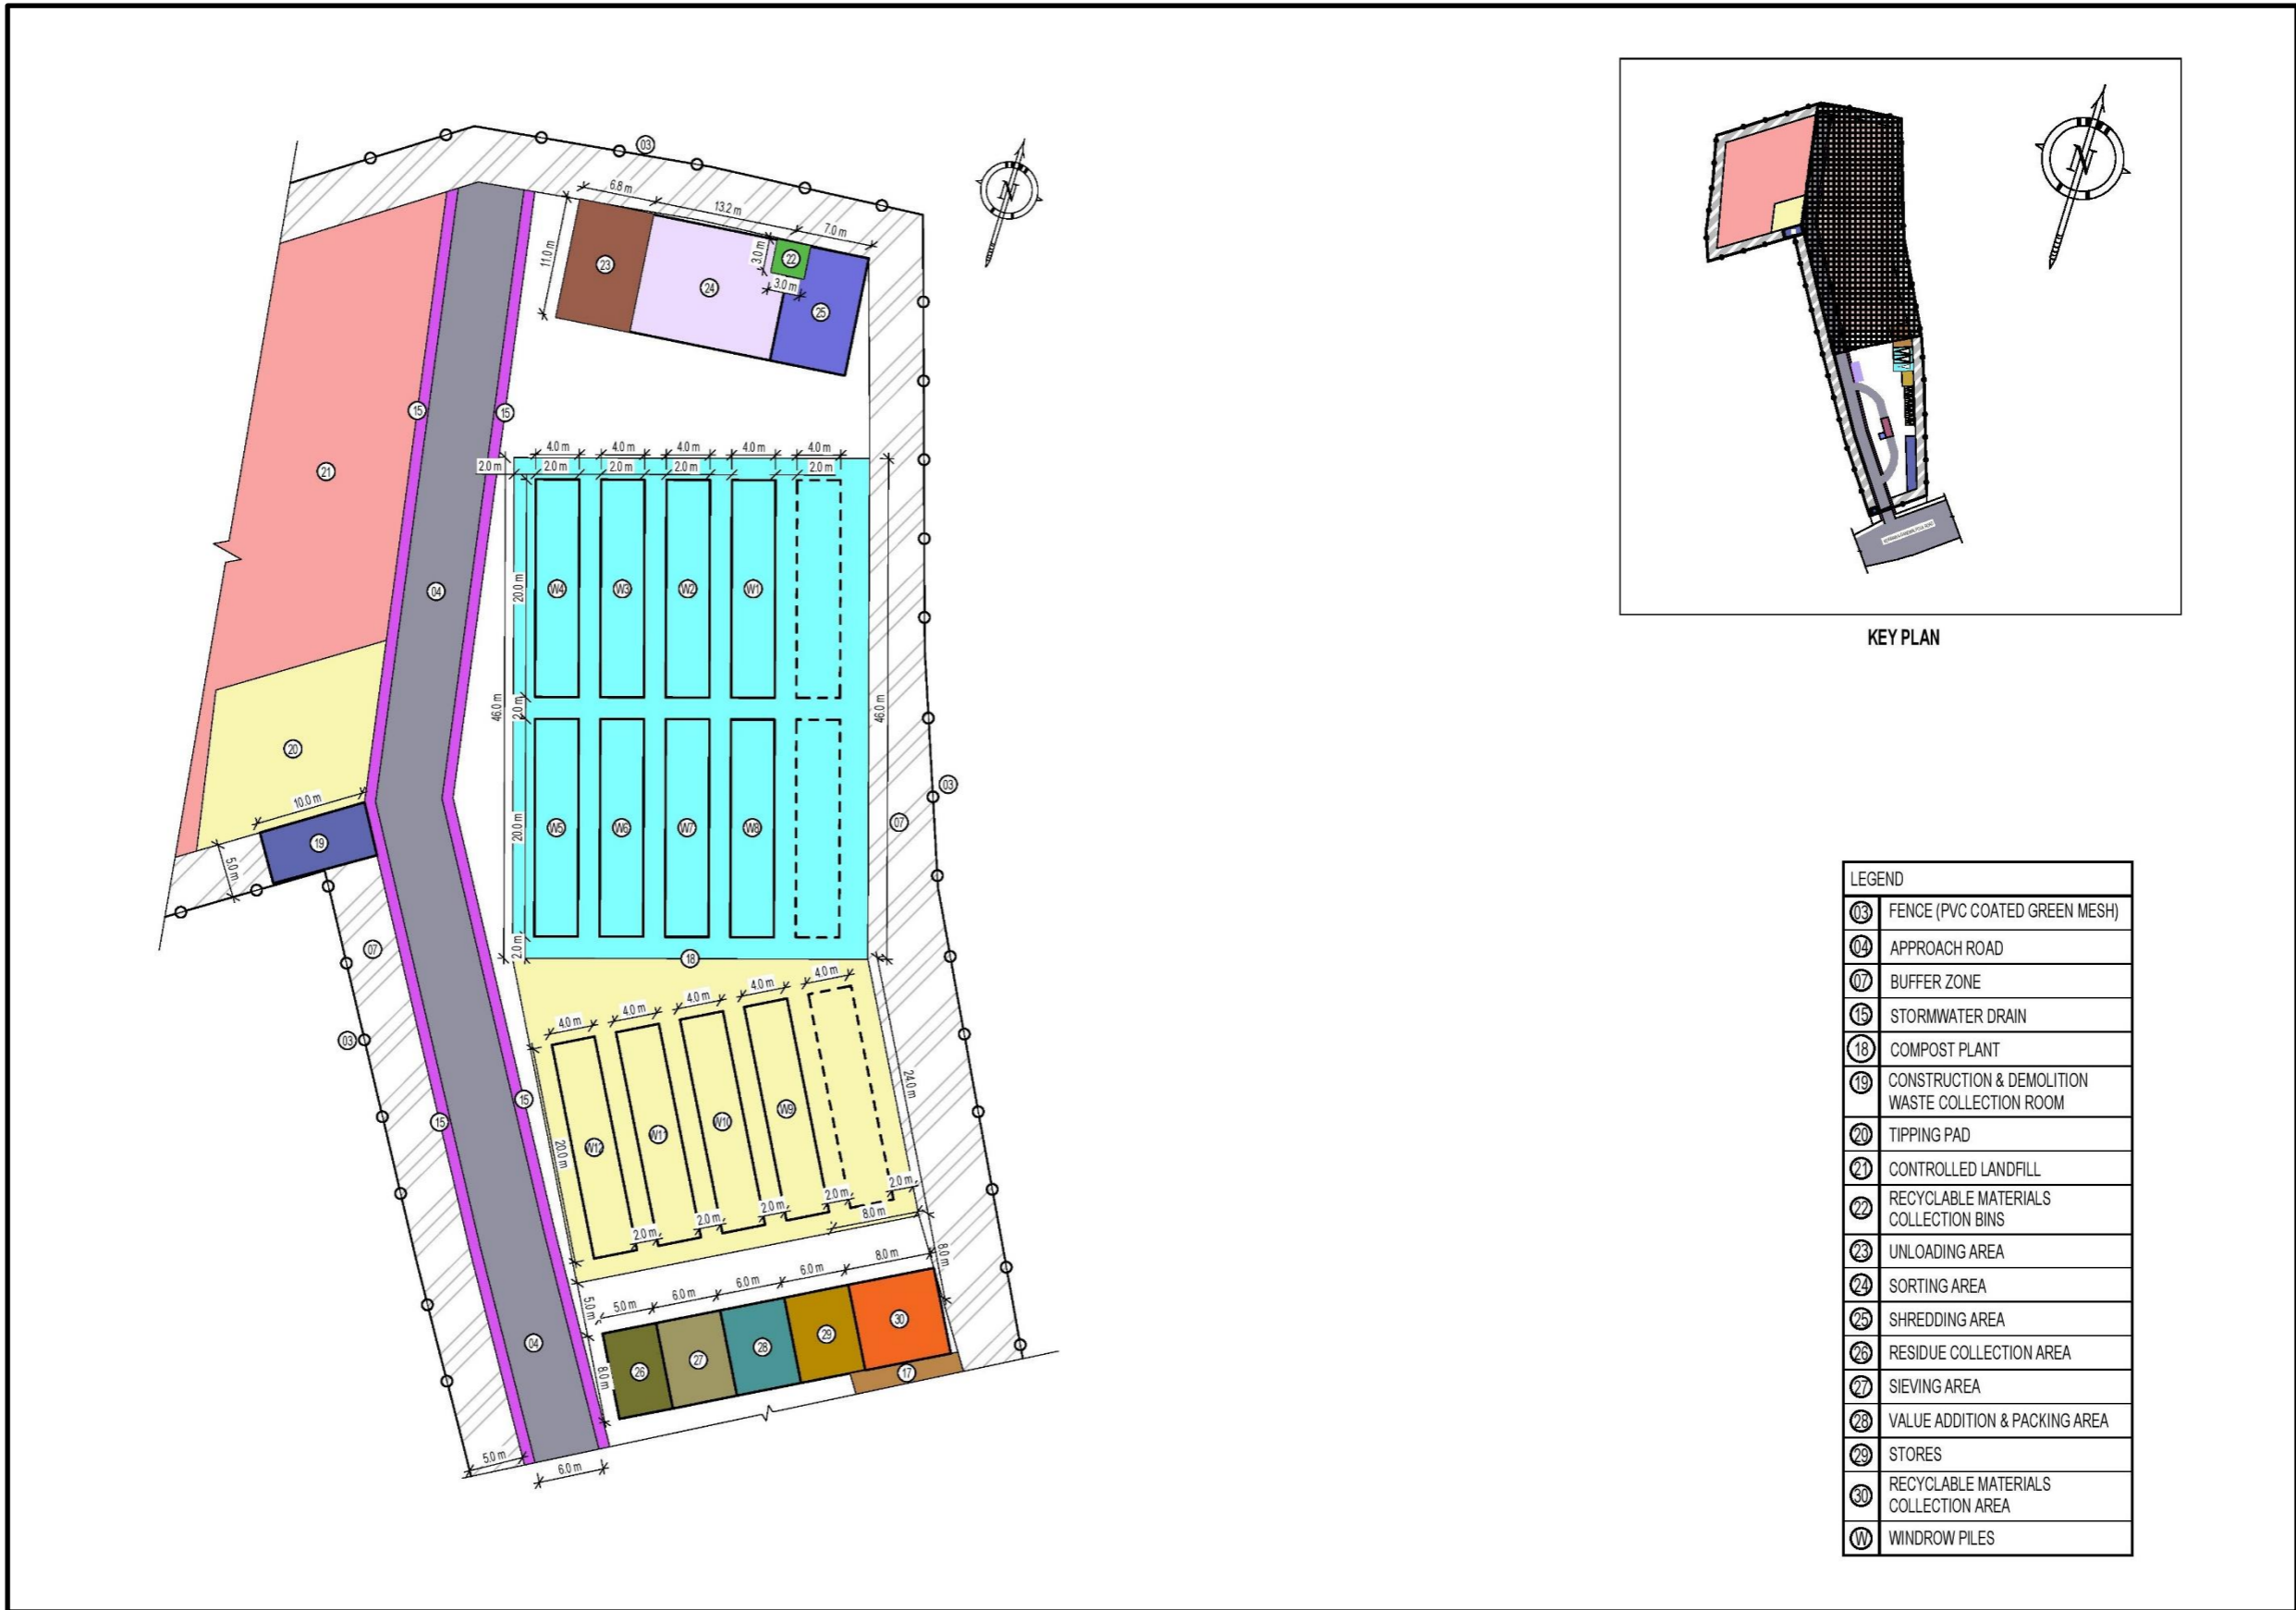 03
6.8 m
13.2 m
7.0 m
11.0 m
3.0 m
22
3.0 m
23
24
25
N
N
KEY PLAN
15
15
21
04
20
10.0 m
19
5.0 m
07
03
15
15
04
5.0 m
6.0 m
4.0 m
4.0 m
4.0 m
4.0 m
4.0 m
2.0 m
2.0 m
2.0 m
2.0 m
2.0 m
20.0 m
W4
W3
W2
W1
46.0 m
2.0 m
46.0 m
20.0 m
W5
W6
W7
W8
2.0 m
18
03
07
4.0 m
4.0 m
4.0 m
4.0 m
4.0 m
24.0 m
20.0 m
W12
W11
W10
W9
2.0 m
2.0 m
2.0 m
2.0 m
2.0 m
8.0 m
8.0 m
5.0 m
5.0 m
6.0 m
6.0 m
6.0 m
8.0 m
8.0 m
26
27
28
29
30
17
LEGEND
03 FENCE (PVC COATED GREEN MESH)
04 APPROACH ROAD
07 BUFFER ZONE
15 STORMWATER DRAIN
18 COMPOST PLANT
19 CONSTRUCTION & DEMOLITION
WASTE COLLECTION ROOM
20 TIPPING PAD
21 CONTROLLED LANDFILL
22 RECYCLABLE MATERIALS
COLLECTION BINS
23 UNLOADING AREA
24 SORTING AREA
25 SHREDDING AREA
26 RESIDUE COLLECTION AREA
27 SIEVING AREA
28 VALUE ADDITION & PACKING AREA
29 STORES
30 RECYCLABLE MATERIALS
COLLECTION AREA
W WINDROW PILES